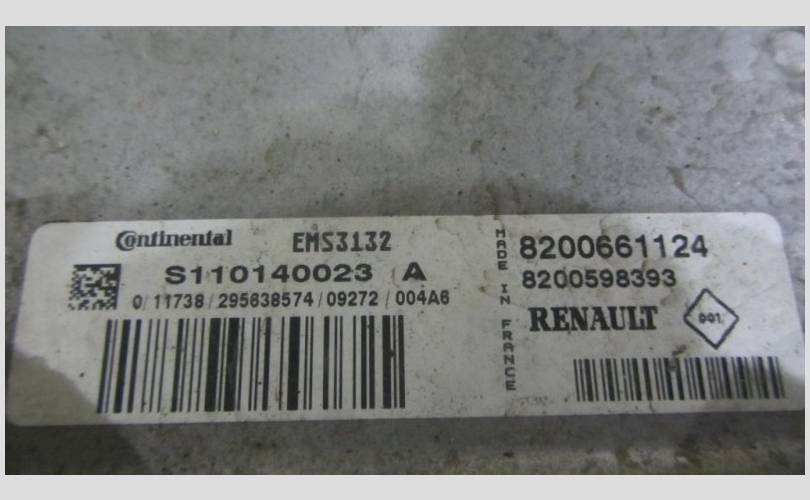 Continental EMS3132
S110140023 A
0/11738/295638574/09272/004A6
MADE IN FRANCE
8200661124
8200598393
RENAULT 001